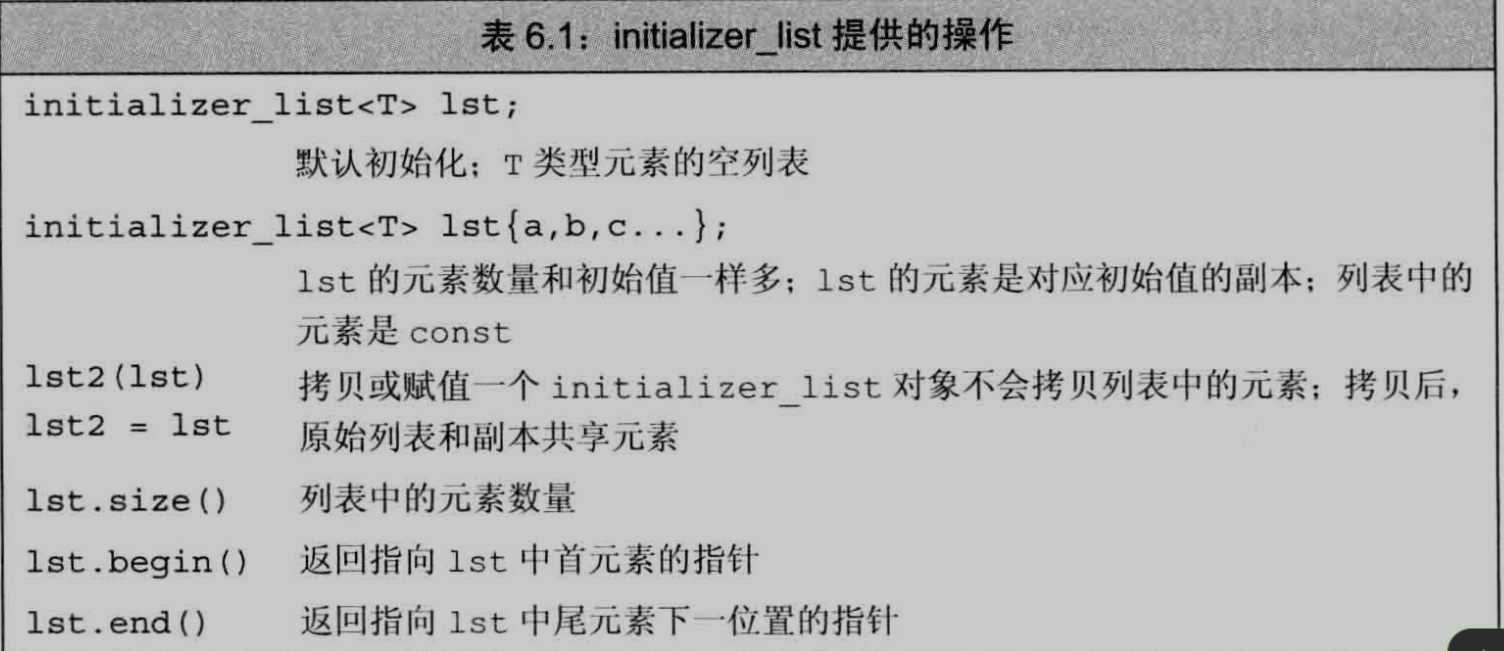 表 6.1：initializer_list 提供的操作
initializer_list<T> lst;
默认初始化；T 类型元素的空列表
initializer_list<T> lst{a,b,c...};
lst 的元素数量和初始值一样多；lst 的元素是对应初始值的副本；列表中的
元素是 const
lst2(lst)
lst2 = lst
拷贝或赋值一个 initializer_list 对象不会拷贝列表中的元素；拷贝后，
原始列表和副本共享元素
lst.size() 列表中的元素数量
lst.begin() 返回指向 lst 中首元素的指针
lst.end() 返回指向 lst 中尾元素下一位置的指针